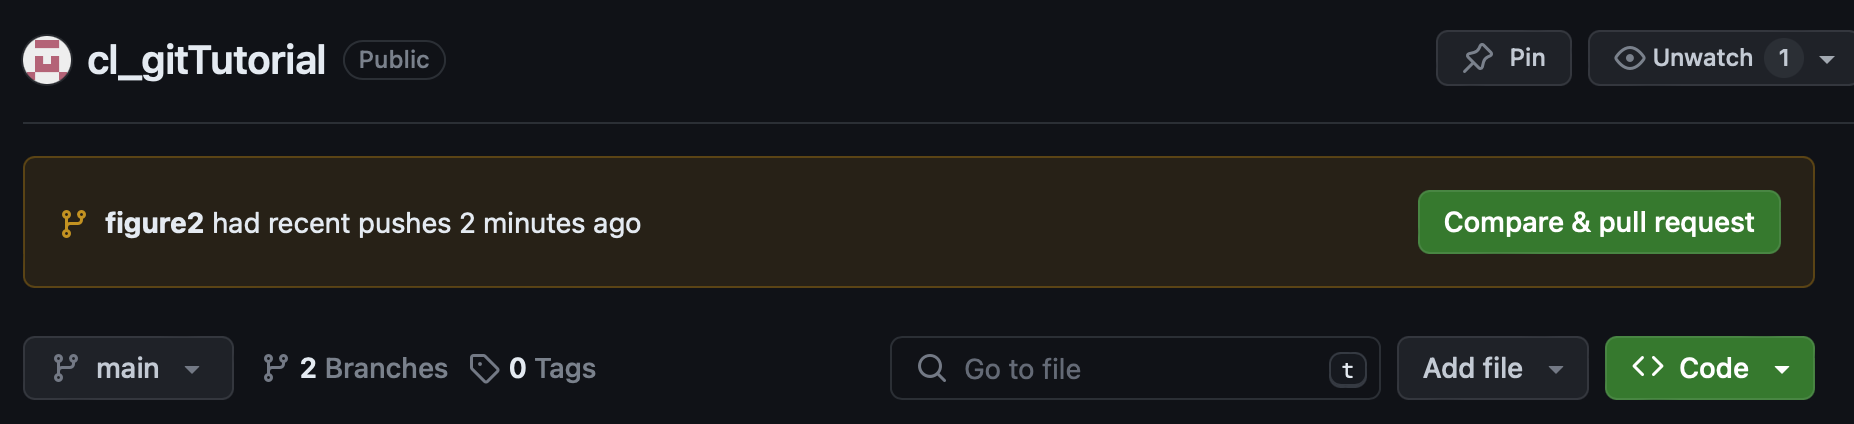 cl_gitTutorial Public Pin Unwatch 1
figure2 had recent pushes 2 minutes ago Compare & pull request
main 2 Branches 0 Tags Go to file t Add file Code